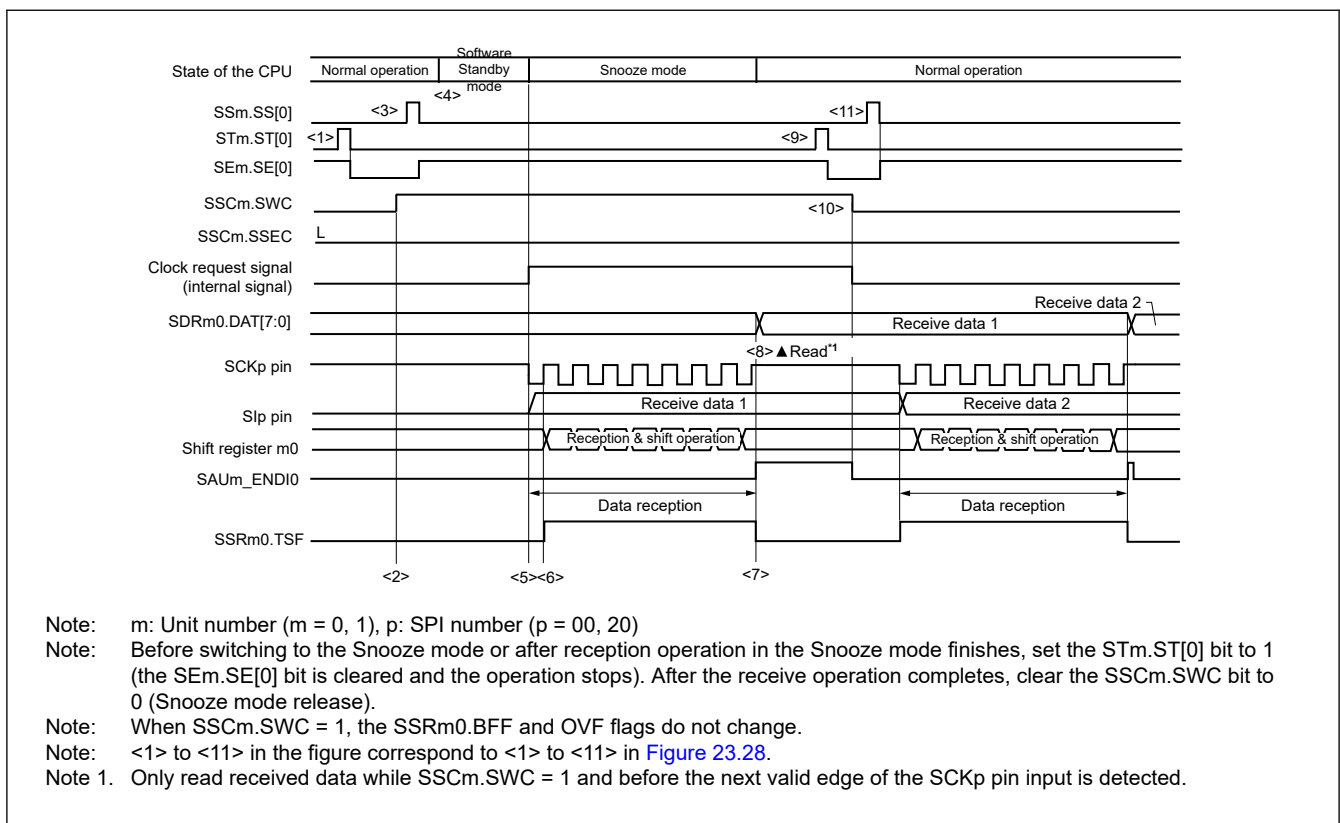 State of the CPU Normal operation Software Standby mode Snooze mode Normal operation
<4>
SSm.SS[0] <3> <11>
STm.ST[0] <1> <9>
SEm.SE[0]
SSCm.SWC <10>
SSCm.SSEC L
Clock request signal
(internal signal)
Receive data 2
SDRm0.DAT[7:0] Receive data 1
<8>▲Read*1
SCKp pin
SIp pin Receive data 1 Receive data 2
Shift register m0 Reception & shift operation Reception & shift operation
SAUm_ENDI0
Data reception Data reception
SSRm0.TSF
<2> <5><6> <7>
Note: m: Unit number (m = 0, 1), p: SPI number (p = 00, 20)
Note: Before switching to the Snooze mode or after reception operation in the Snooze mode finishes, set the STm.ST[0] bit to 1
(the SEm.SE[0] bit is cleared and the operation stops). After the receive operation completes, clear the SSCm.SWC bit to
0 (Snooze mode release).
Note: When SSCm.SWC = 1, the SSRm0.BFF and OVF flags do not change.
Note: <1> to <11> in the figure correspond to <1> to <11> in Figure 23.28.
Note 1. Only read received data while SSCm.SWC = 1 and before the next valid edge of the SCKp pin input is detected.